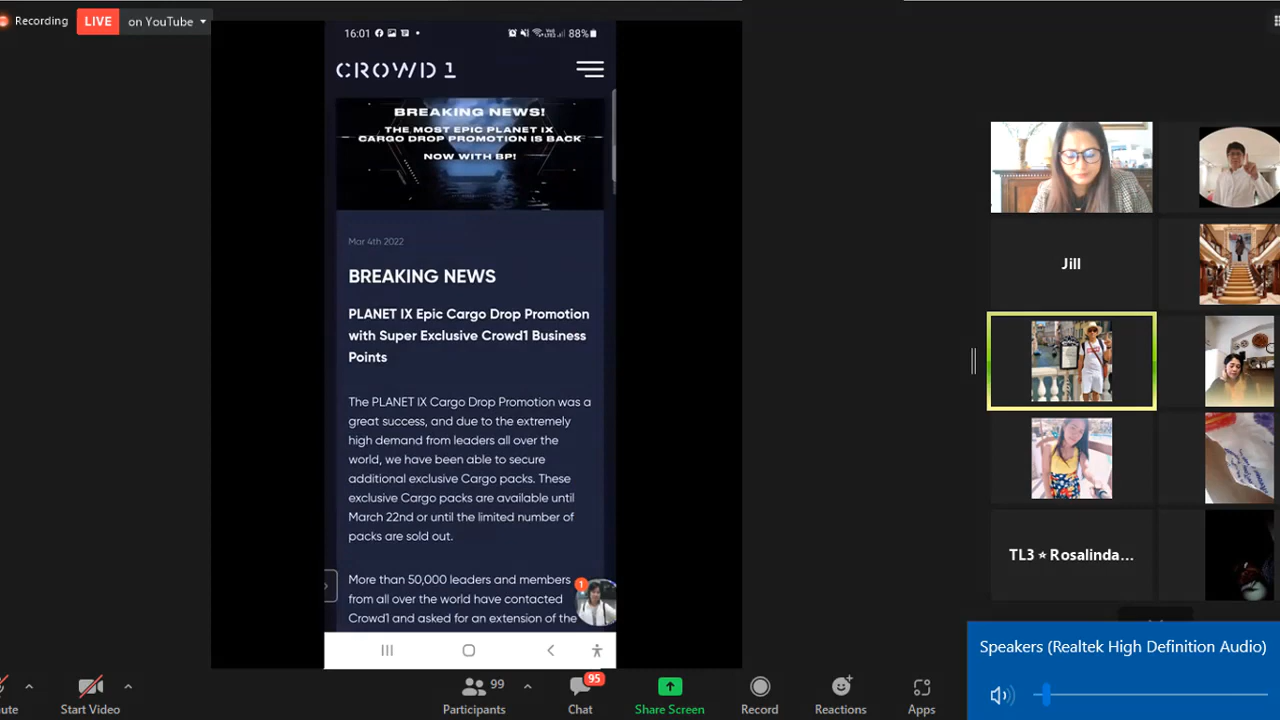 Recording
LIVE
on YouTube
16:01
88%
CROWD 1
BREAKING NEWS!
THE MOST EPIC PLANET IX
CARGO DROP PROMOTION IS BACK
NOW WITH BP!
Mar 4th 2022
BREAKING NEWS
PLANET IX Epic Cargo Drop Promotion
with Super Exclusive Crowd1 Business
Points
The PLANET IX Cargo Drop Promotion was a
great success, and due to the extremely
high demand from leaders all over the
world, we have been able to secure
additional exclusive Cargo packs. These
exclusive Cargo packs are available until
March 22nd or until the limited number of
packs are sold out.
More than 50,000 leaders and members
from all over the world have contacted
Crowd1 and asked for an extension of the
1
Jill
TL3 ⭑ Rosalinda...
Speakers (Realtek High Definition Audio)
ute
Start Video
99
Participants
95
Chat
Share Screen
Record
Reactions
Apps